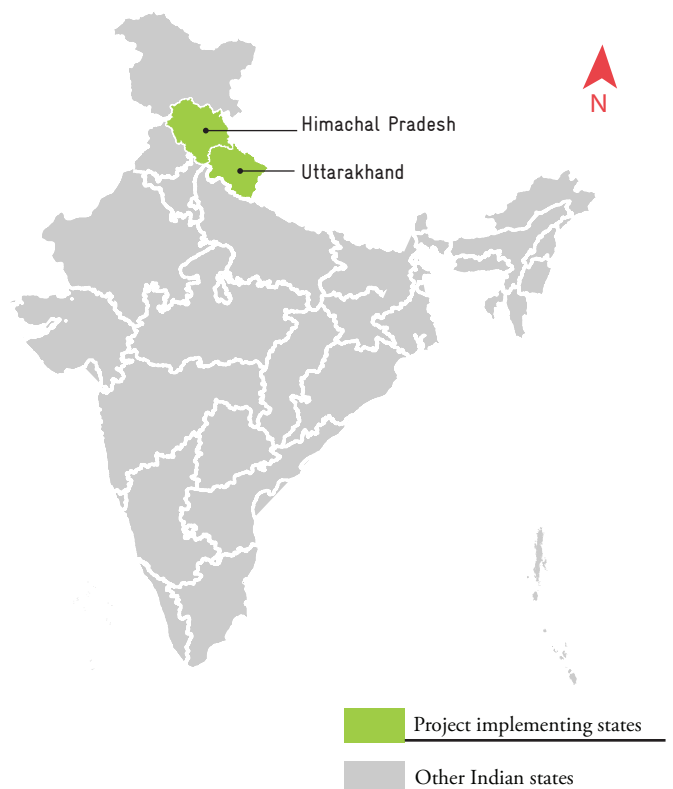 Himachal Pradesh
N
Uttarakhand
Project implementing states
Other Indian states